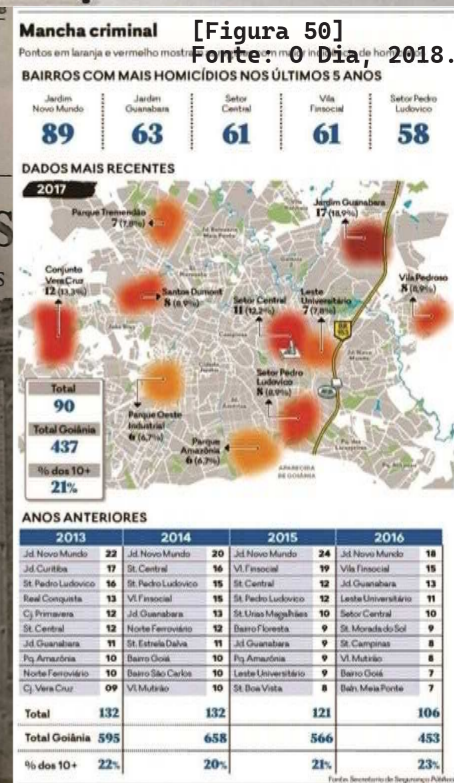 [Figura 50]
Fonte: O Dia, 2018.
Mancha criminal
Pontos em laranja e vermelho mostram
BAIRROS COM MAIS HOMICÍDIOS NOS ÚLTIMOS 5 ANOS
Jardim Novo Mundo
89
Jardim Guanabara
63
Setor Central
61
Vila Finsocial
61
Setor Pedro Ludovico
58
DADOS MAIS RECENTES
2017
Parque Tremendão
7 (7,8%)
Jardim Guanabara
17 (18,9%)
Conjunto
Vera Cruz
12 (13,3%)
Santos Dumont
8 (8,9%)
Setor Central
11 (12,2%)
Leste
Universitário
7 (7,8%)
Vila Pedroso
8 (8,9%)
Setor Pedro
Ludovico
8 (8,9%)
Parque Oeste
Industrial
6 (6,7%)
Parque
Amazônia
6 (6,7%)
APARECIDA
DE GOIÂNIA
Total
90
Total Goiânia
437
% dos 10+
21%
ANOS ANTERIORES
2013 2014 2015 2016
Jd. Novo Mundo 22 Jd. Novo Mundo 20 Jd. Novo Mundo 24 Jd. Novo Mundo 18
Jd. Curitiba 17 St. Central 16 Vl. Finsocial 19 Vila Finsocial 15
St. Pedro Ludovico 16 St. Pedro Ludovico 15 St. Central 12 Jd. Guanabara 13
Real Conquista 13 Vl. Finsocial 15 St. Pedro Ludovico 12 Leste Universitário 11
Cj. Primavera 12 Jd. Guanabara 13 St. Urias Magalhães 10 Setor Central 10
St. Central 12 Norte Ferroviário 12 Bairro Floresta 9 St. Morada do Sol 9
Jd. Guanabara 11 St. Estrela Dalva 11 Jd. Guanabara 9 St. Campinas 8
Pq. Amazônia 10 Bairro Goiá 10 Pq. Amazônia 9 Vl. Mutirão 8
Norte Ferroviário 10 Bairro São Carlos 10 Leste Universitário 9 Bairro Goiá 7
Cj. Vera Cruz 09 Vl. Mutirão 10 St. Boa Vista 8 Baln. Meia Ponte 7
Total 132 132 121 106
Total Goiânia 595 658 566 453
% dos 10+ 22% 20% 21% 23%
Fonte: Secretaria de Segurança Pública